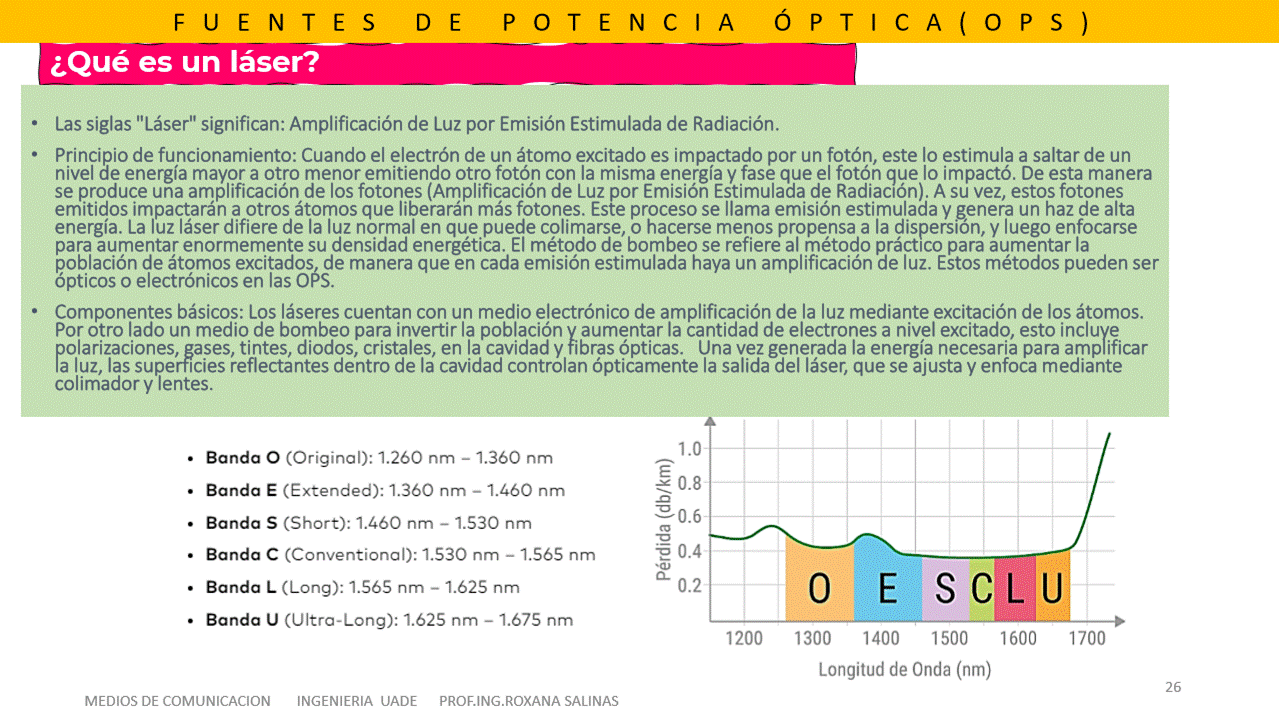 FUENTES DE POTENCIA ÓPTICA(OPS)
¿Qué es un láser?
• Las siglas "Láser" significan: Amplificación de Luz por Emisión Estimulada de Radiación.
• Principio de funcionamiento: Cuando el electrón de un átomo excitado es impactado por un fotón, este lo estimula a saltar de un
nivel de energía mayor a otro menor emitiendo otro fotón con la misma energía y fase que el fotón que lo impactó. De esta manera
se produce una amplificación de los fotones (Amplificación de Luz por Emisión Estimulada de Radiación). A su vez, estos fotones
emitidos impactarán a otros átomos que liberarán más fotones. Este proceso se llama emisión estimulada y genera un haz de alta
energía. La luz láser difiere de la luz normal en que puede colimarse, o hacerse menos propensa a la dispersión, y luego enfocarse
para aumentar enormemente su densidad energética. El método de bombeo se refiere al método práctico para aumentar la
población de átomos excitados, de manera que en cada emisión estimulada haya un amplificación de luz. Estos métodos pueden ser
ópticos o electrónicos en las OPS.
• Componentes básicos: Los láseres cuentan con un medio electrónico de amplificación de la luz mediante excitación de los átomos.
Por otro lado un medio de bombeo para invertir la población y aumentar la cantidad de electrones a nivel excitado, esto incluye
polarizaciones, gases, tintes, diodos, cristales, en la cavidad y fibras ópticas. Una vez generada la energía necesaria para amplificar
la luz, las superficies reflectantes dentro de la cavidad controlan ópticamente la salida del láser, que se ajusta y enfoca mediante
colimador y lentes.
• Banda O (Original): 1.260 nm – 1.360 nm
• Banda E (Extended): 1.360 nm – 1.460 nm
• Banda S (Short): 1.460 nm – 1.530 nm
• Banda C (Conventional): 1.530 nm – 1.565 nm
• Banda L (Long): 1.565 nm – 1.625 nm
• Banda U (Ultra-Long): 1.625 nm – 1.675 nm
Pérdida (db/km)
1.0
0.8
0.6
0.4
0.2
O E S C L U
1200 1300 1400 1500 1600 1700
Longitud de Onda (nm)
MEDIOS DE COMUNICACION INGENIERIA UADE PROF.ING.ROXANA SALINAS
26